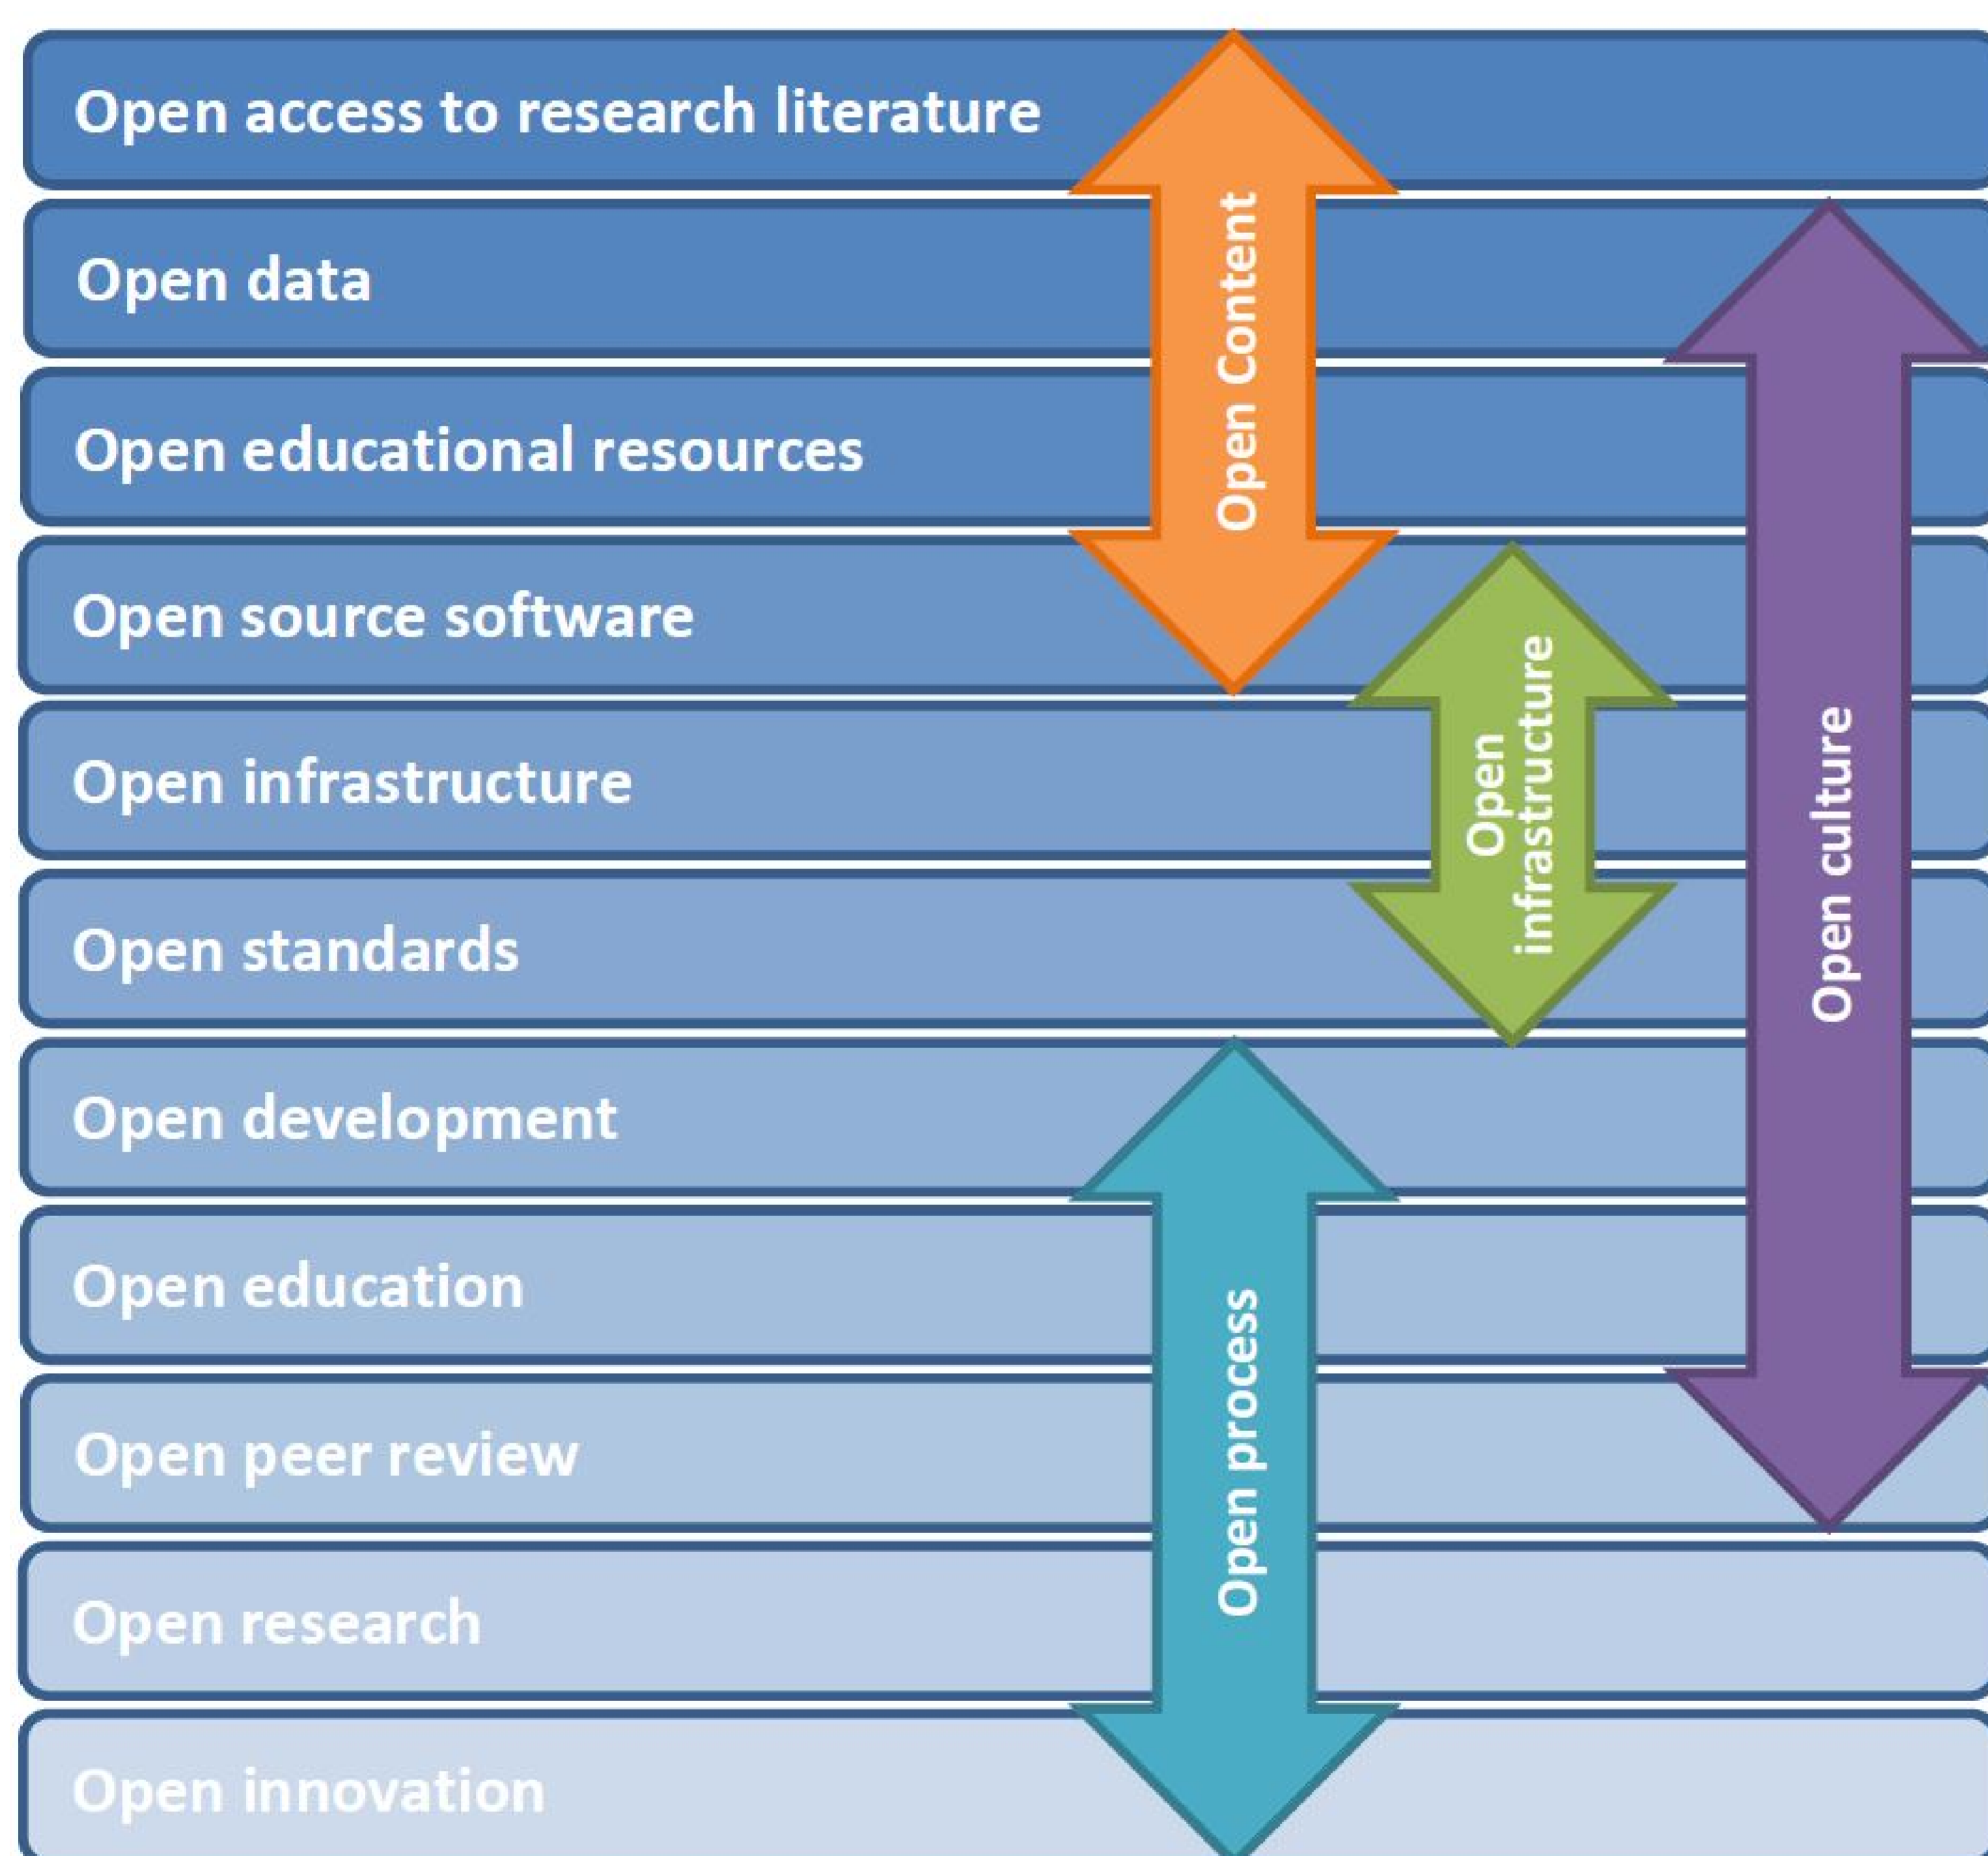 Open access to research literature
Open data
Open educational resources
Open source software
Open infrastructure
Open standards
Open development
Open education
Open peer review
Open research
Open innovation
Open Content
Open
infrastructure
Open culture
Open process